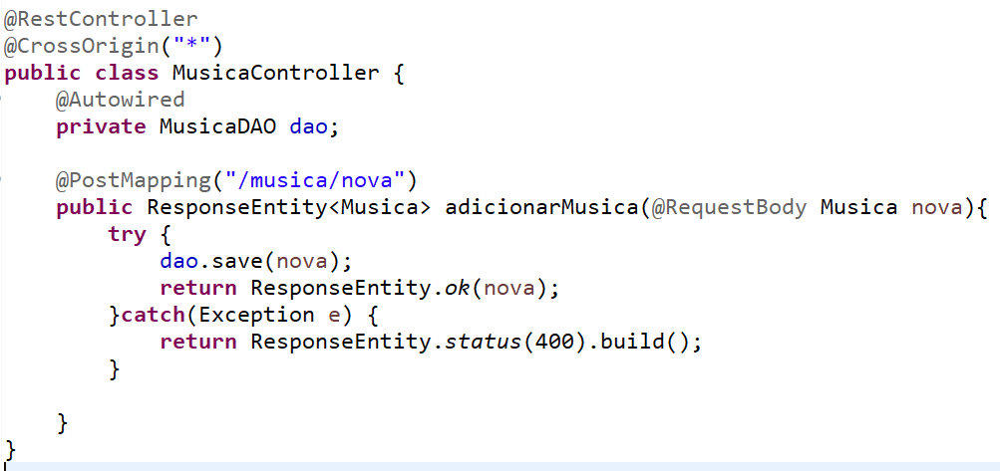 @RestController
@CrossOrigin("*")
public class MusicaController {
    @Autowired
    private MusicaDAO dao;

    @PostMapping("/musica/nova")
    public ResponseEntity<Musica> adicionarMusica(@RequestBody Musica nova){
        try {
            dao.save(nova);
            return ResponseEntity.ok(nova);
        }catch(Exception e) {
            return ResponseEntity.status(400).build();
        }

    }
}